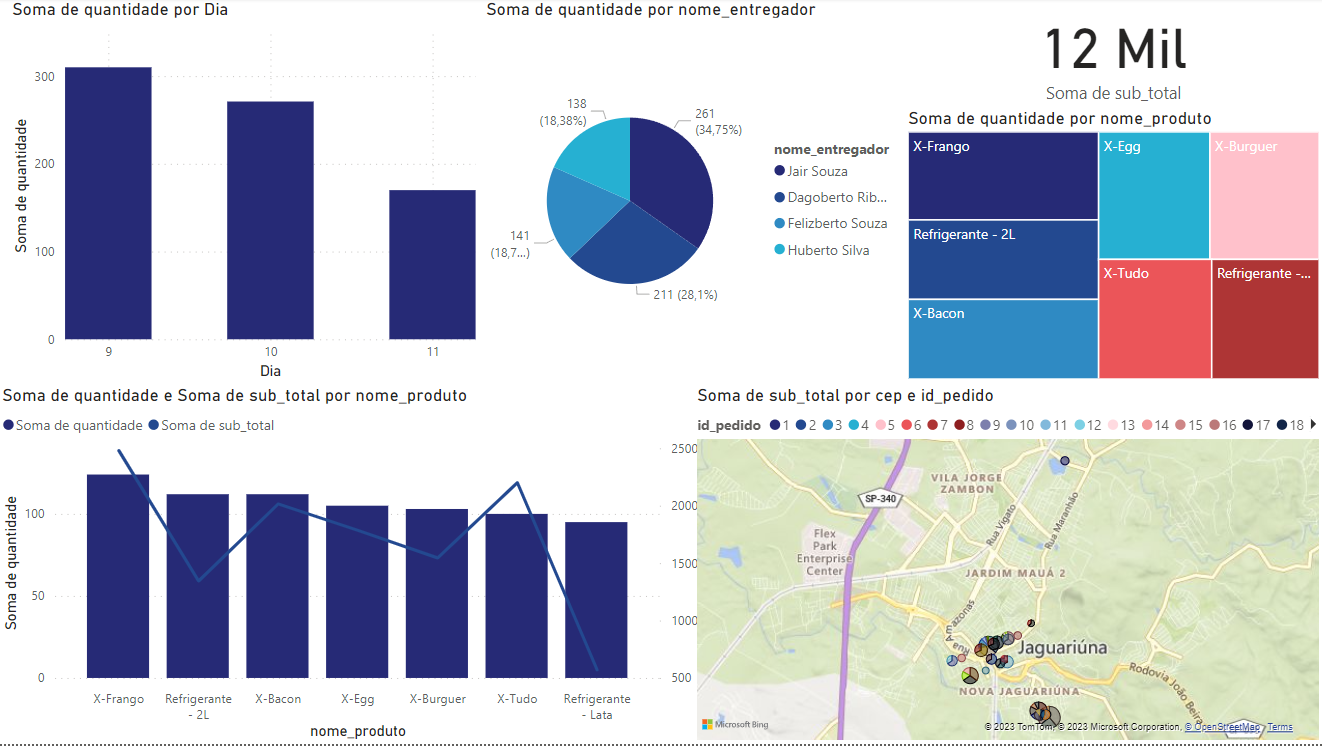 Soma de quantidade por Dia
Soma de quantidade
300
200
100
0
9
10
11
Dia
Soma de quantidade por nome_entregador
138
(18,38%)
261
(34,75%)
141
(18,7...)
211 (28,1%)
nome_entregador
Jair Souza
Dagoberto Rib...
Felizberto Souza
Huberto Silva
12 Mil
Soma de sub_total
Soma de quantidade por nome_produto
X-Frango
X-Egg
X-Burguer
Refrigerante - 2L
X-Tudo
Refrigerante -...
X-Bacon
Soma de quantidade e Soma de sub_total por nome_produto
Soma de quantidade
Soma de sub_total
Soma de quantidade
100
50
0
2500
2000
1500
1000
500
X-Frango
Refrigerante
- 2L
X-Bacon
X-Egg
X-Burguer
X-Tudo
Refrigerante
- Lata
nome_produto
Soma de sub_total por cep e id_pedido
id_pedido 1 2 3 4 5 6 7 8 9 10 11 12 13 14 15 16 17 18
VILA JORGE
ZAMBON
SP-340
Rua Vigato
Rua Maranhão
Flex
Park
Enterprise
Center
JARDIM MAUÁ 2
Amazonas
Jaguariúna
NOVA JAGUARIÚNA
Rodovia João Beira
Microsoft Bing
© 2023 TomTom, © 2023 Microsoft Corporation, © OpenStreetMap Terms